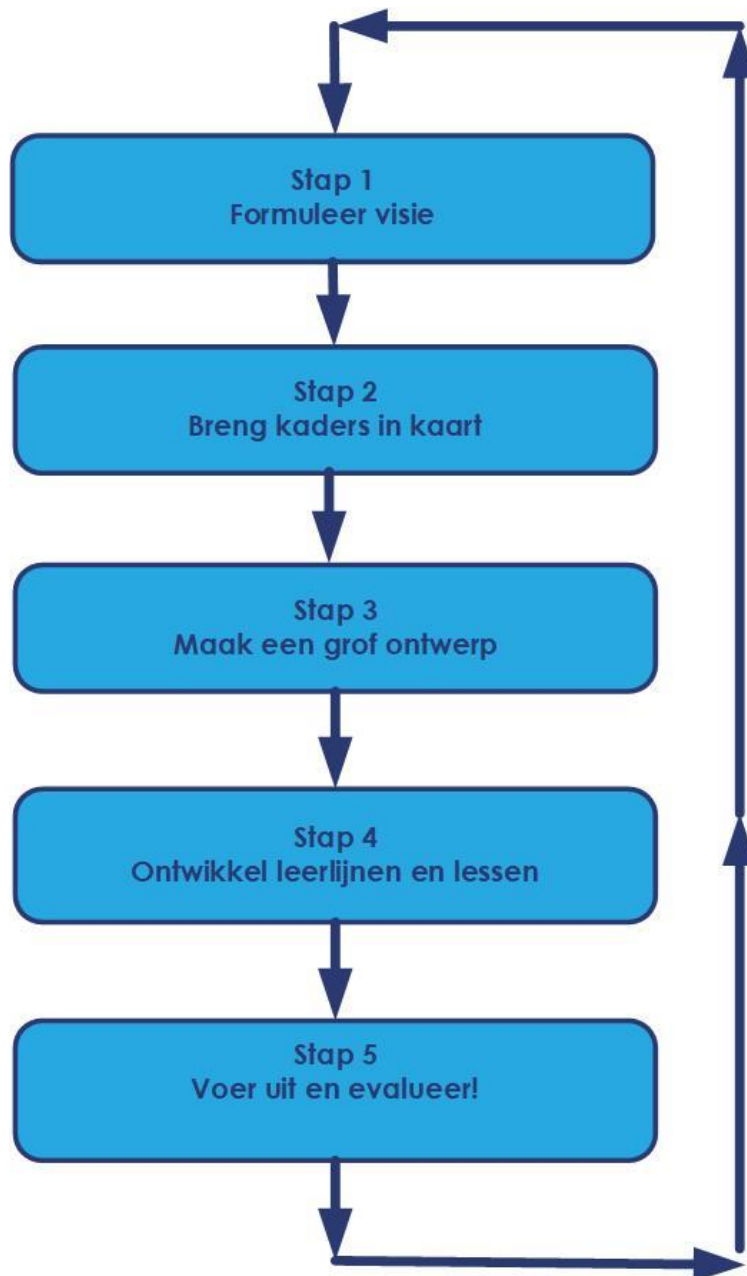 Stap 1
Formuleer visie
Stap 2
Breng kaders in kaart
Stap 3
Maak een grof ontwerp
Stap 4
Ontwikkel leerlijnen en lessen
Stap 5
Voer uit en evalueer!